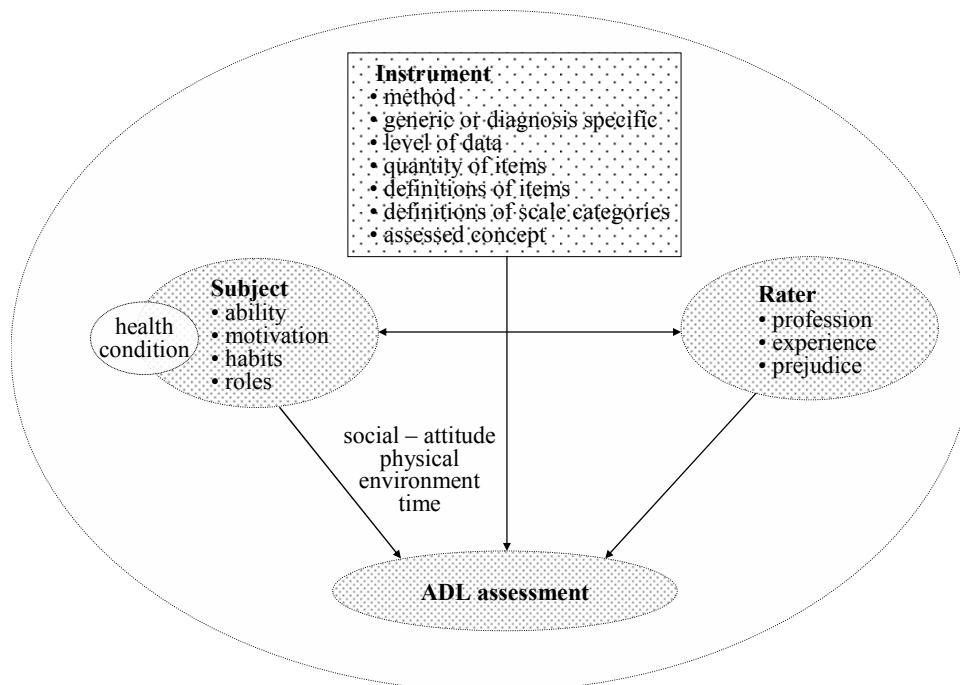 Instrument
• method
• generic or diagnosis specific
• level of data
• quantity of items
• definitions of items
• definitions of scale categories
• assessed concept
Subject
• ability
• motivation
• habits
• roles
health
condition
Rater
• profession
• experience
• prejudice
social – attitude
physical
environment
time
ADL assessment